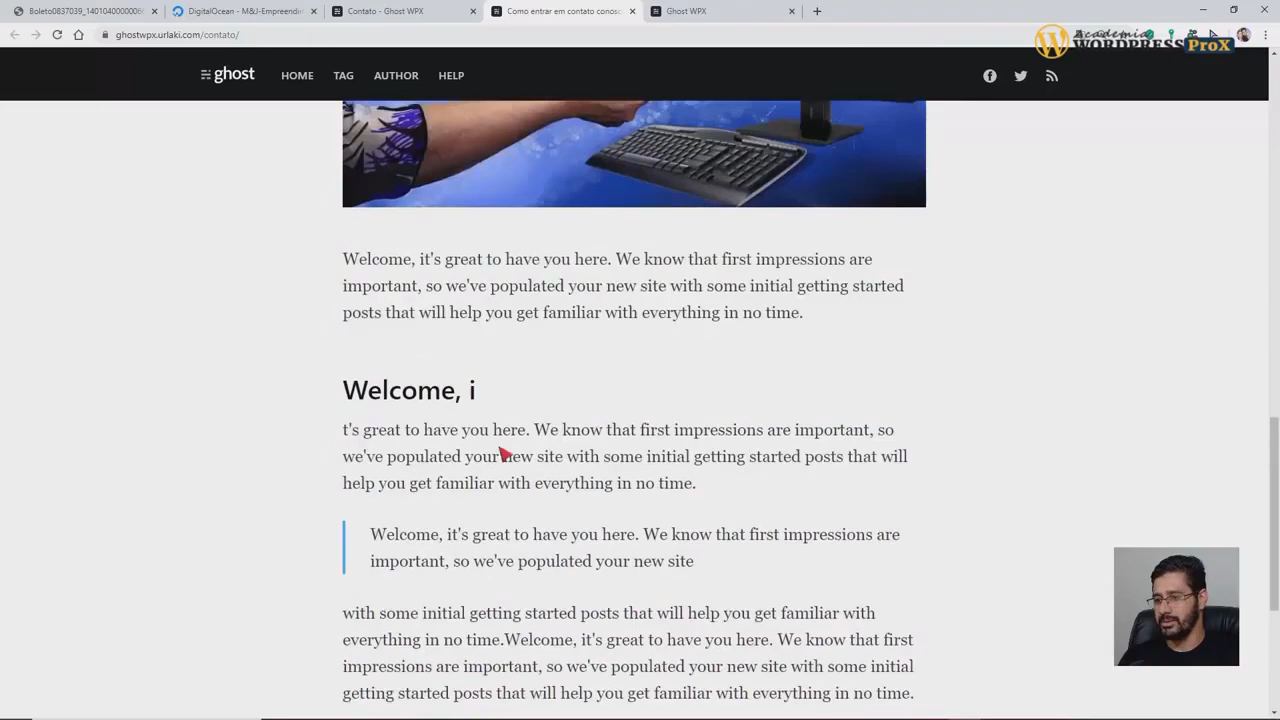 Boleto0837039_14010400000
DigitalOcean - M&J-Empreendir
Contato - Ghost WPX
Como entrar em contato conosc
Ghost WPX
ghostwpx.urlaki.com/contato/
Academia
WORDPRESS ProX
ghost HOME TAG AUTHOR HELP
Welcome, it's great to have you here. We know that first impressions are
important, so we've populated your new site with some initial getting started
posts that will help you get familiar with everything in no time.
Welcome, i
t's great to have you here. We know that first impressions are important, so
we've populated your new site with some initial getting started posts that will
help you get familiar with everything in no time.
Welcome, it's great to have you here. We know that first impressions are
important, so we've populated your new site
with some initial getting started posts that will help you get familiar with
everything in no time.Welcome, it's great to have you here. We know that first
impressions are important, so we've populated your new site with some initial
getting started posts that will help you get familiar with everything in no time.